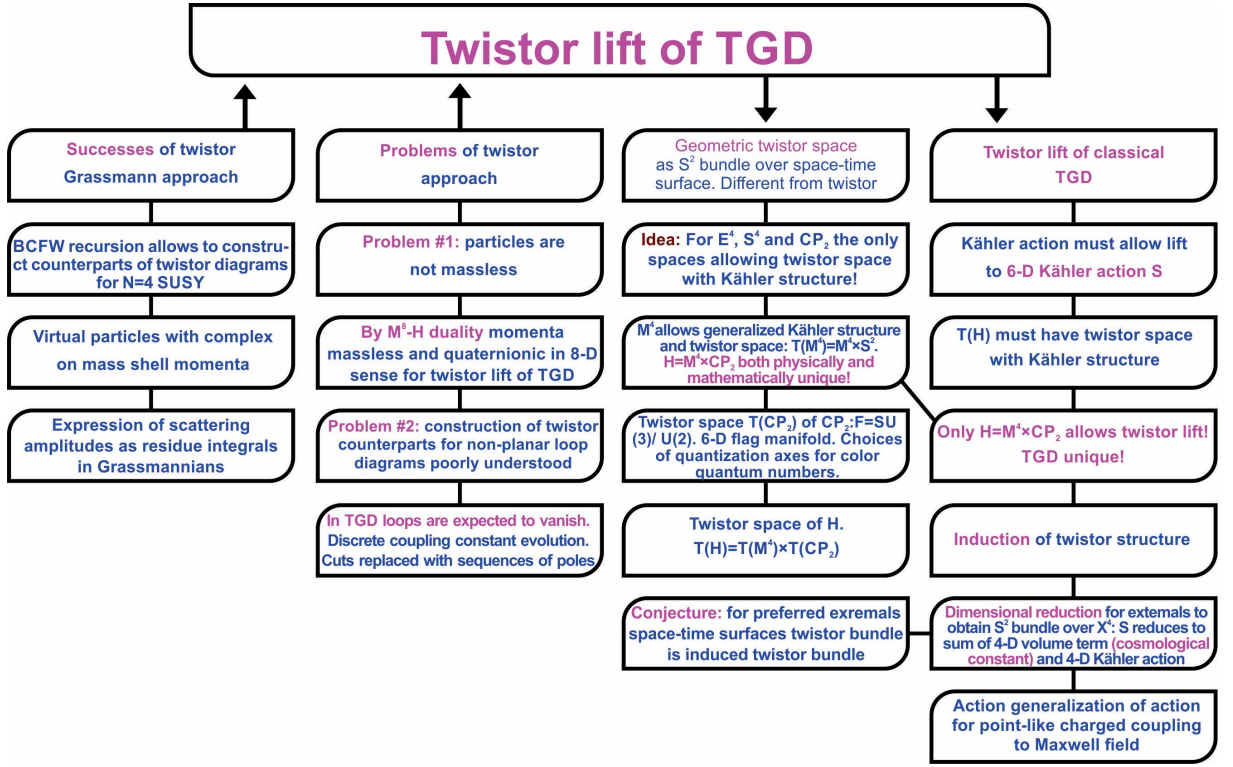 Twistor lift of TGD
Successes of twistor
Grassmann approach
BCFW recursion allows to constru-
ct counterparts of twistor diagrams
for N=4 SUSY
Virtual particles with complex
on mass shell momenta
Expression of scattering
amplitudes as residue integrals
in Grassmannians
Problems of twistor
approach
Problem #1: particles are
not massless
By M⁸-H duality momenta
massless and quaternionic in 8-D
sense for twistor lift of TGD
Problem #2: construction of twistor
counterparts for non-planar loop
diagrams poorly understood
In TGD loops are expected to vanish.
Discrete coupling constant evolution.
Cuts replaced with sequences of poles
Geometric twistor space
as S² bundle over space-time
surface. Different from twistor
Idea: For E⁴, S⁴ and CP₂ the only
spaces allowing twistor space
with Kähler structure!
M⁴allows generalized Kähler structure
and twistor space: T(M⁴)=M⁴×S².
H=M⁴×CP₂ both physically and
mathematically unique!
Twistor space T(CP₂) of CP₂:F=SU
(3)/ U(2). 6-D flag manifold. Choices
of quantization axes for color
quantum numbers.
Twistor space of H.
T(H)=T(M⁴)×T(CP₂)
Conjecture: for preferred exremals
space-time surfaces twistor bundle
is induced twistor bundle
Twistor lift of classical
TGD
Kähler action must allow lift
to 6-D Kähler action S
T(H) must have twistor space
with Kähler structure
Only H=M⁴×CP₂ allows twistor lift!
TGD unique!
Induction of twistor structure
Dimensional reduction for externals to
obtain S² bundle over X⁴: S reduces to
sum of 4-D volume term (cosmological
constant) and 4-D Kähler action
Action generalization of action
for point-like charged coupling
to Maxwell field